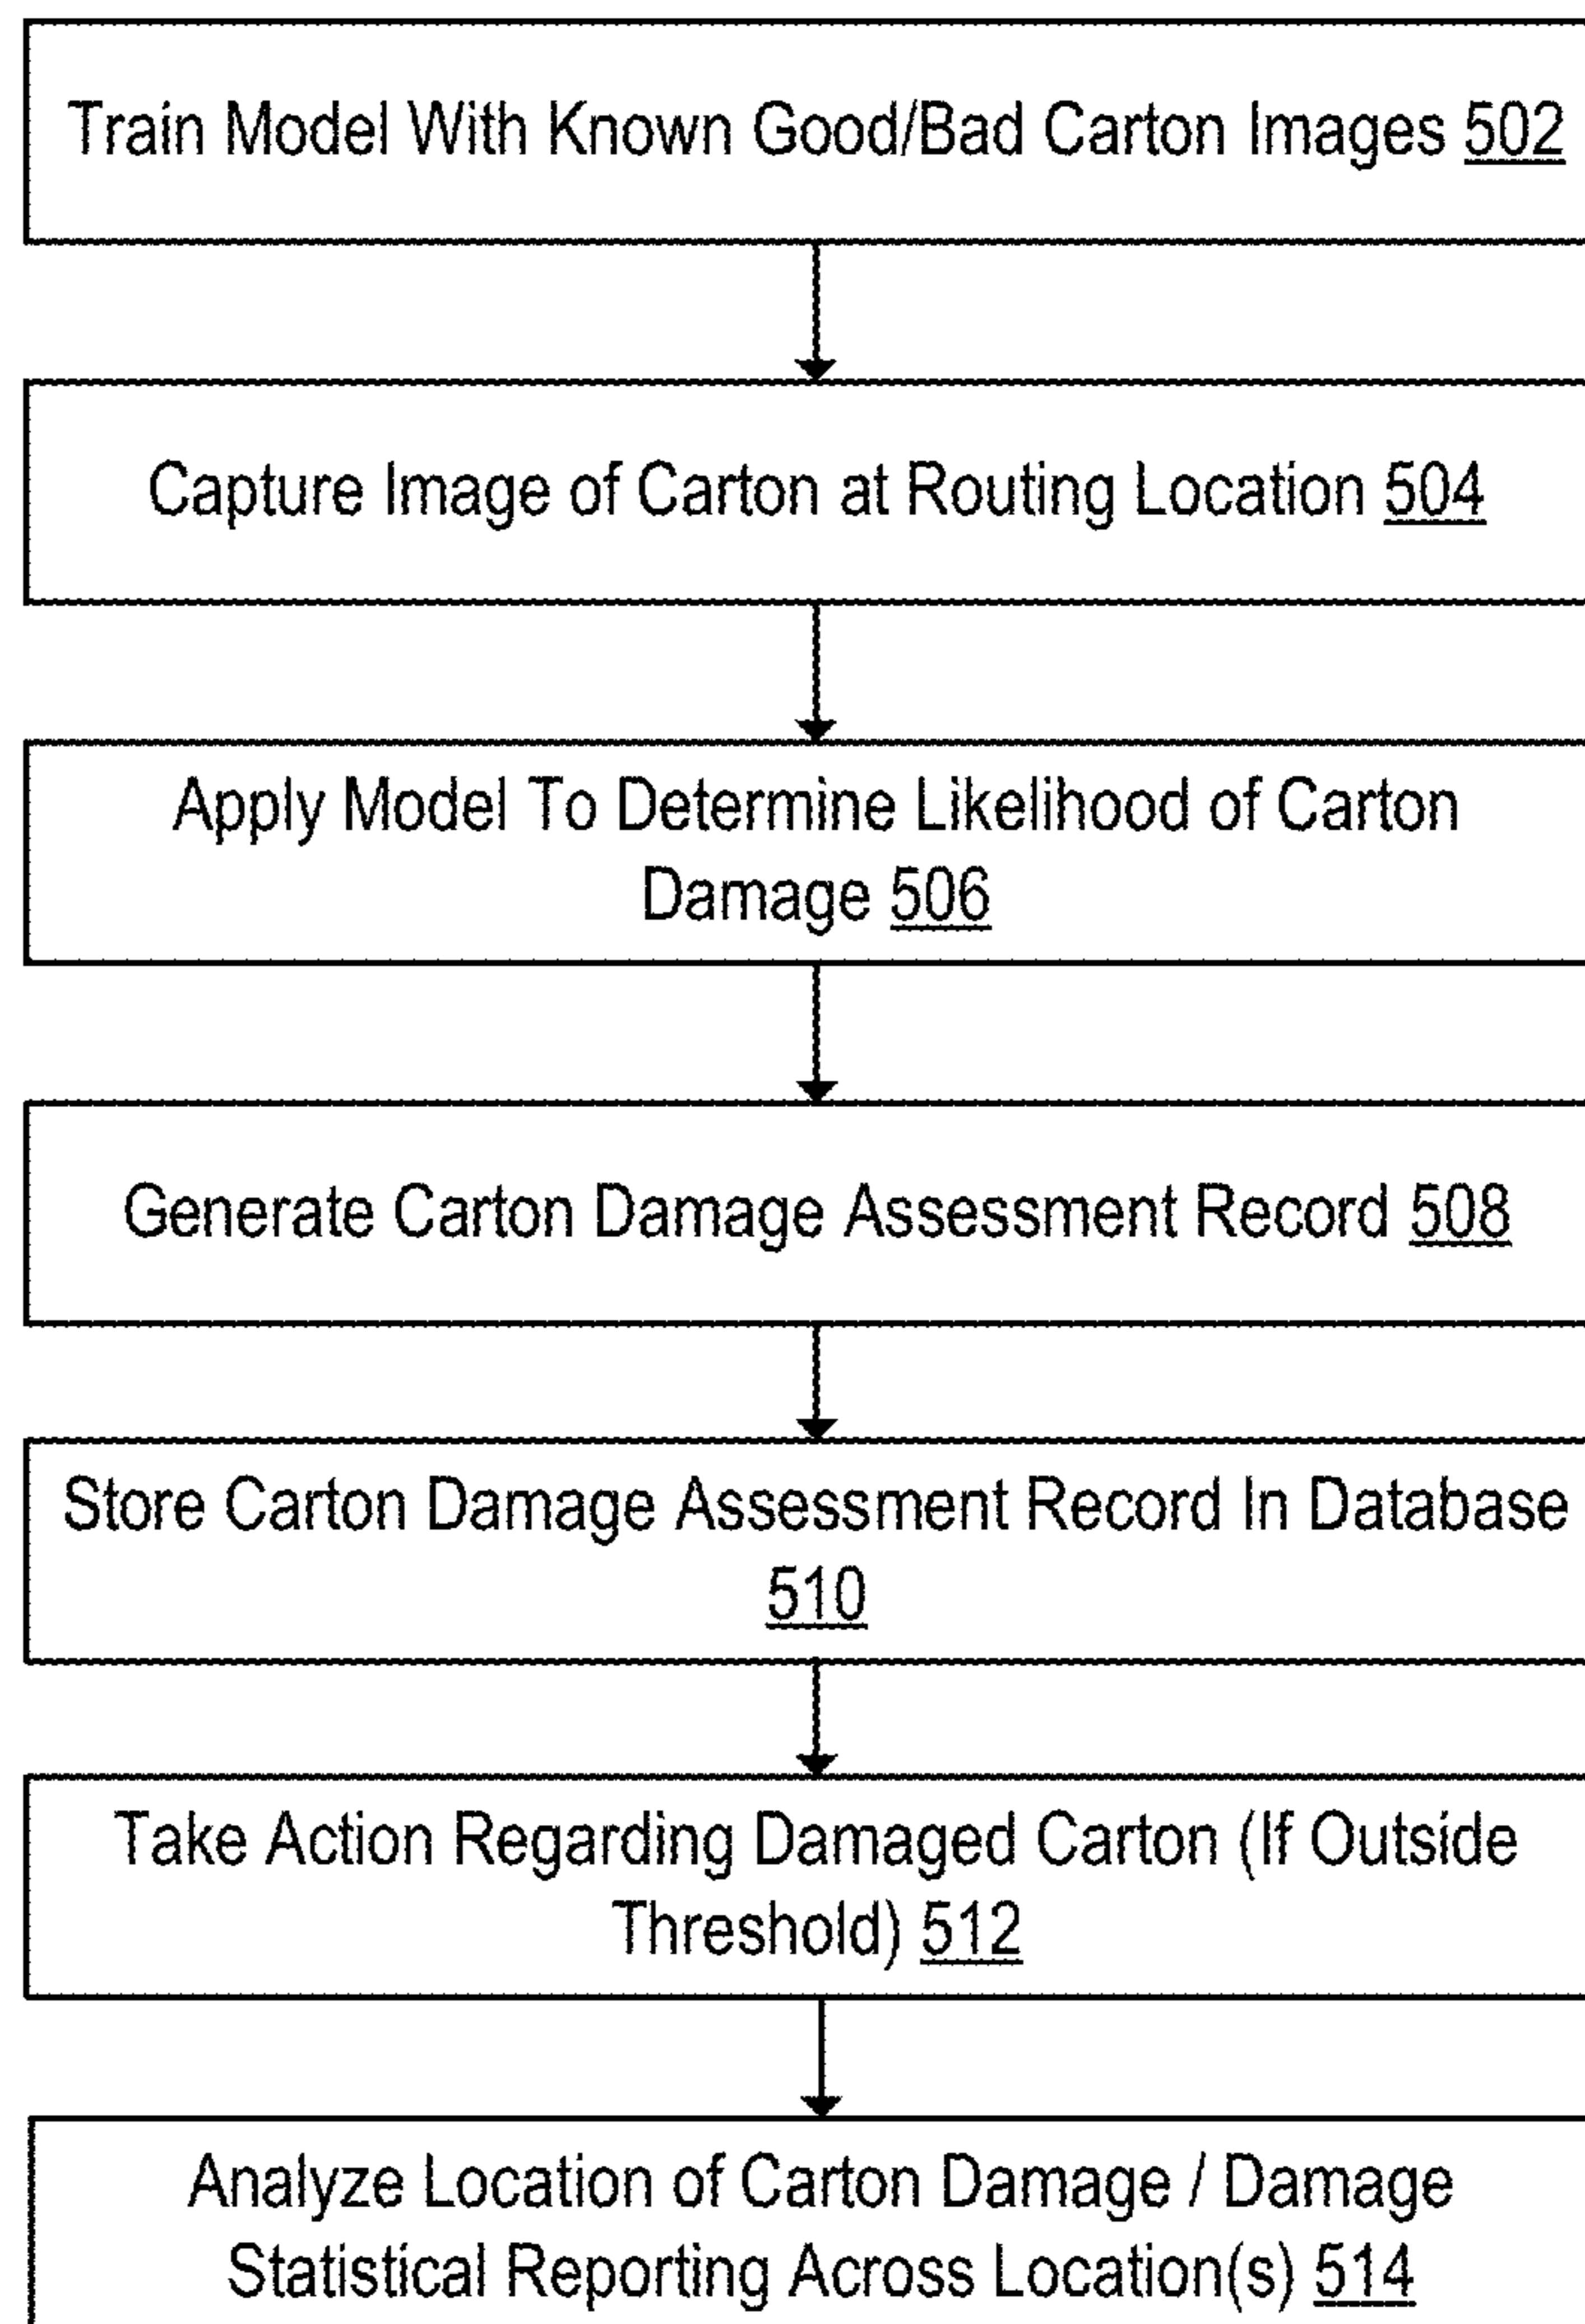 Train Model With Known Good/Bad Carton Images 502
Capture Image of Carton at Routing Location 504
Apply Model To Determine Likelihood of Carton
Damage 506
Generate Carton Damage Assessment Record 508
Store Carton Damage Assessment Record In Database
510
Take Action Regarding Damaged Carton (If Outside
Threshold) 512
Analyze Location of Carton Damage / Damage
Statistical Reporting Across Location(s) 514